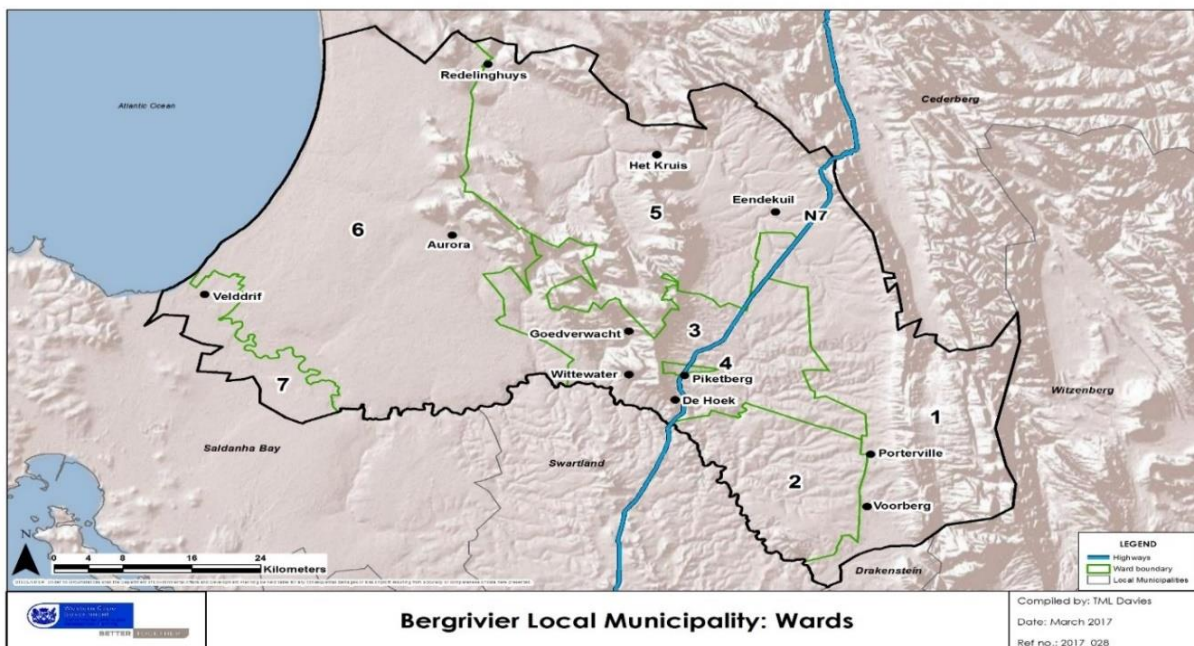 Redelinghuys
Cederberg
Atlantic Ocean
Het Kruis
Eendekuil
5
N7
6
Aurora
Velddrif
Goedverwacht
3
4
Wittewater
Piketberg
7
De Hoek
1
Witzenberg
Saldanha Bay
Swartland
Porterville
2
Voorberg
N
0 4 8 16 24
Kilometers
Drakenstein
LEGEND
Highways
Ward boundary
Local Municipalities
BETTER TOGETHER
Bergrivier Local Municipality: Wards
Compiled by: TML Davies
Date: March 2017
Ref no.: 2017_028